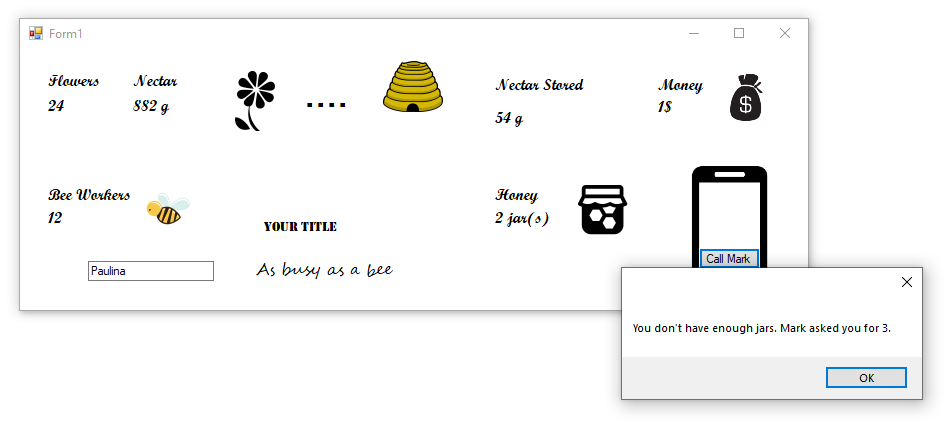 Form1
Flowers
24
Nectar
882 g
Nectar Stored
54 g
Money
1$
$
Bee Workers
12
Honey
2 jar(s)
YOUR TITLE
Paulina
As busy as a bee
Call Mark
You don't have enough jars. Mark asked you for 3.
OK